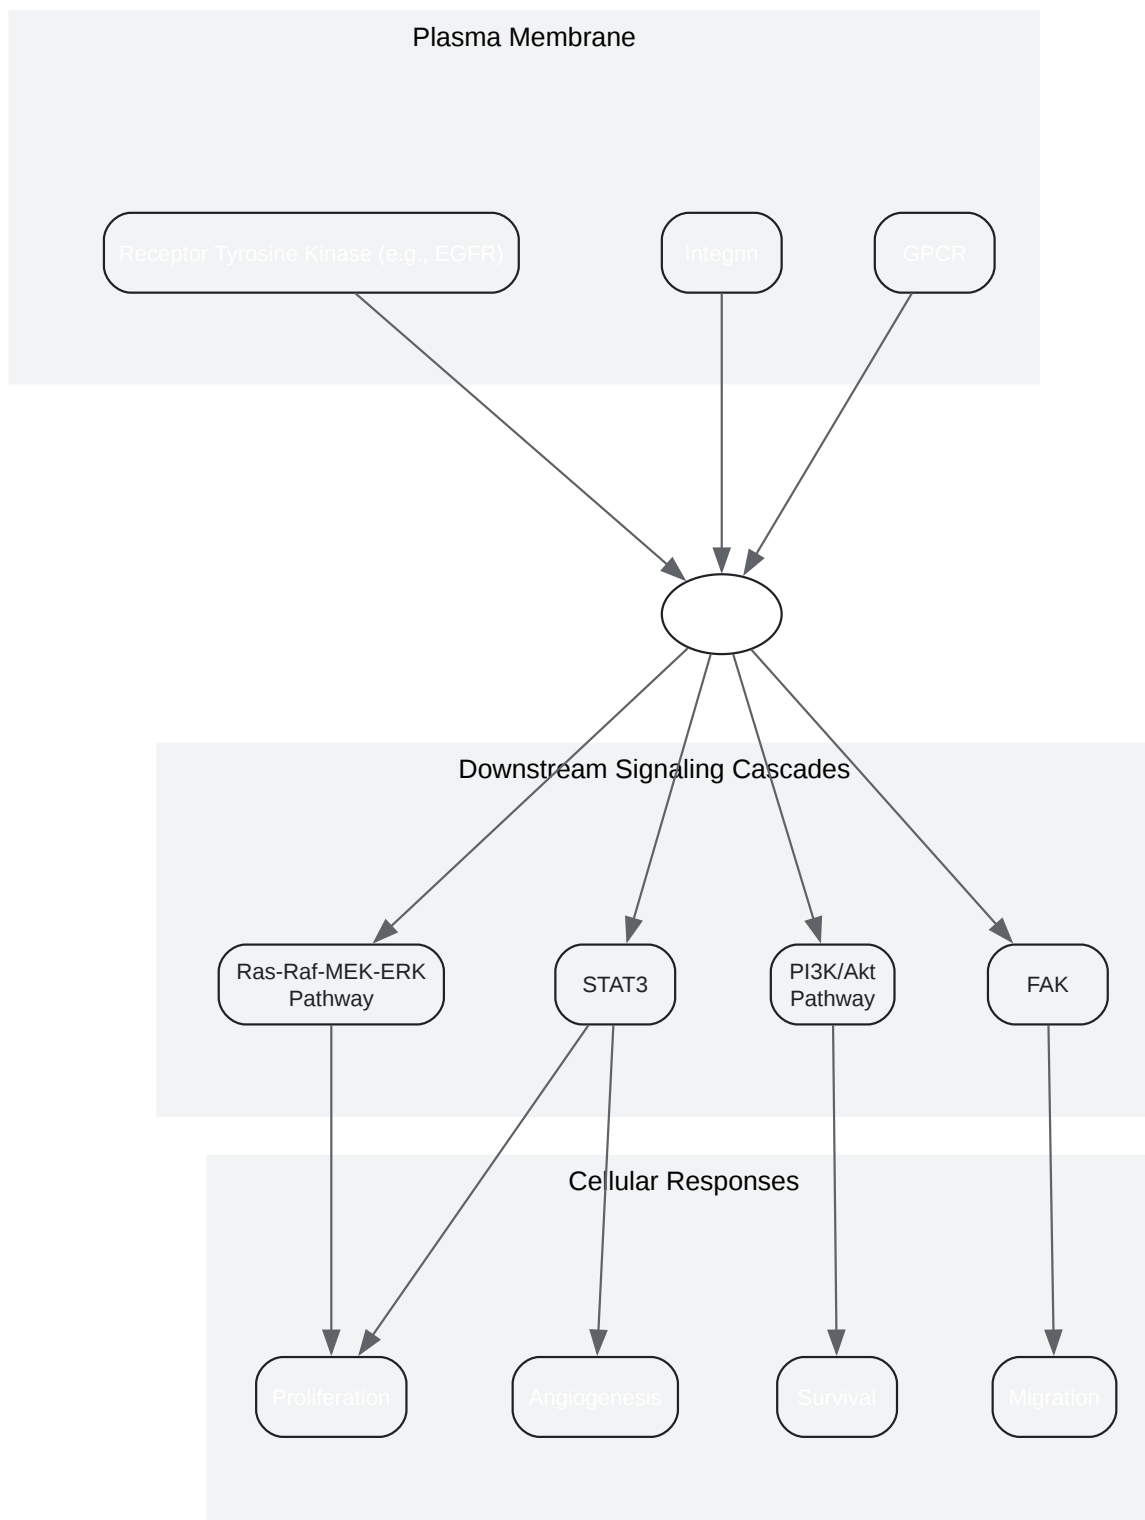 Plasma Membrane
Receptor Tyrosine Kinase (e.g., EGFR)
Integrin
GPCR
Downstream Signaling Cascades
Ras-Raf-MEK-ERK
Pathway
STAT3
PI3K/Akt
Pathway
FAK
Cellular Responses
Proliferation
Angiogenesis
Survival
Migration